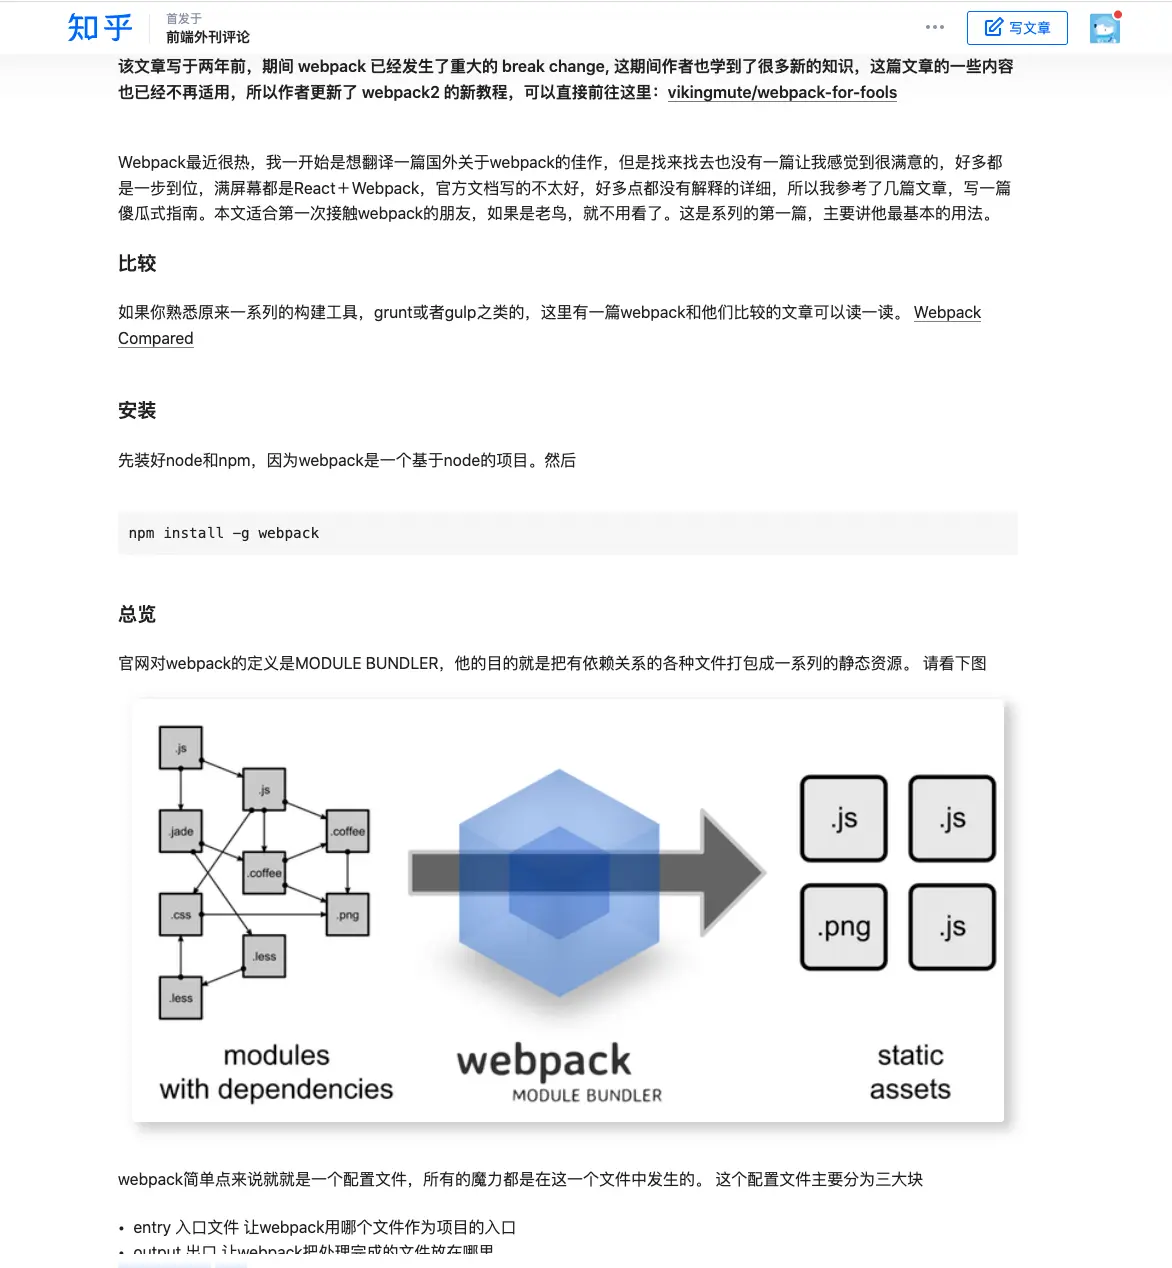 知乎
首发于
前端外刊评论
写文章
该文章写于两年前，期间 webpack 已经发生了重大的 break change, 这期间作者也学到了很多新的知识，这篇文章的一些内容
也已经不再适用，所以作者更新了 webpack2 的新教程，可以直接前往这里：vikingmute/webpack-for-fools
Webpack最近很热，我一开始是想翻译一篇国外关于webpack的佳作，但是找来找去也没有一篇让我感觉到很满意的，好多都
是一步到位，满屏幕都是React＋Webpack，官方文档写的不太好，好多点都没有解释的详细，所以我参考了几篇文章，写一篇
傻瓜式指南。本文适合第一次接触webpack的朋友，如果是老鸟，就不用看了。这是系列的第一篇，主要讲他最基本的用法。
比较
如果你熟悉原来一系列的构建工具，grunt或者gulp之类的，这里有一篇webpack和他们比较的文章可以读一读。 Webpack
Compared
安装
先装好node和npm，因为webpack是一个基于node的项目。然后
npm install -g webpack
总览
官网对webpack的定义是MODULE BUNDLER，他的目的就是把有依赖关系的各种文件打包成一系列的静态资源。 请看下图
.js
.js
.jade
.coffee
.coffee
.css
.png
.less
.less
modules
with dependencies
webpack
MODULE BUNDLER
.js
.js
.png
.js
static
assets
webpack简单点来说就就是一个配置文件，所有的魔力都是在这一个文件中发生的。 这个配置文件主要分为三大块
• entry 入口文件 让webpack用哪个文件作为项目的入口
• output 出口 让webpack把处理完成的文件放在哪里